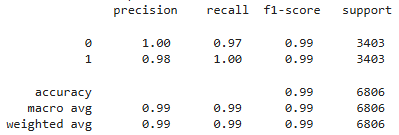 precision recall f1-score support
0 1.00 0.97 0.99 3403
1 0.98 1.00 0.99 3403
accuracy 0.99 6806
macro avg 0.99 0.99 0.99 6806
weighted avg 0.99 0.99 0.99 6806